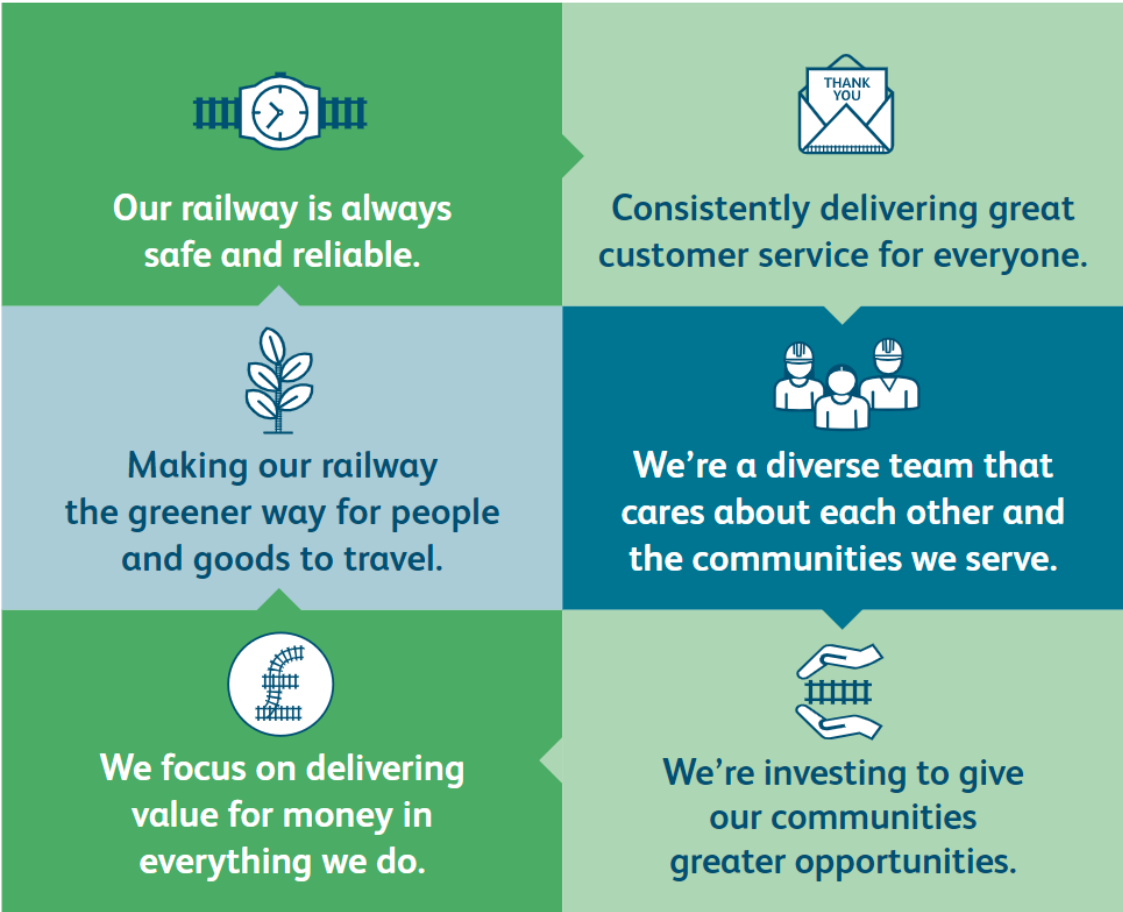 Our railway is always
safe and reliable.
THANK
YOU
Consistently delivering great
customer service for everyone.
We’re a diverse team that
cares about each other and
the communities we serve.
We’re investing to give
our communities
greater opportunities.
£
We focus on delivering
value for money in
everything we do.
Making our railway
the greener way for people
and goods to travel.